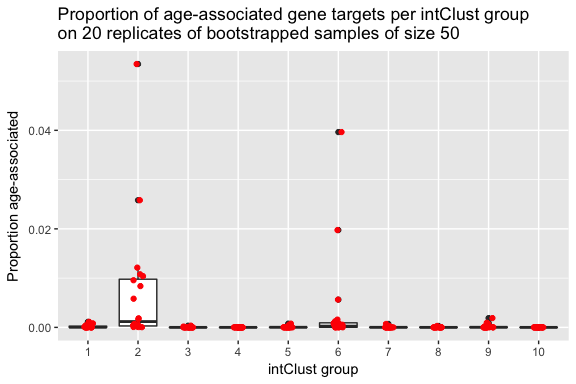 Proportion of age-associated gene targets per intClust group
on 20 replicates of bootstrapped samples of size 50
Proportion age-associated
0.04
0.02
0.00
1 2 3 4 5 6 7 8 9 10
intClust group